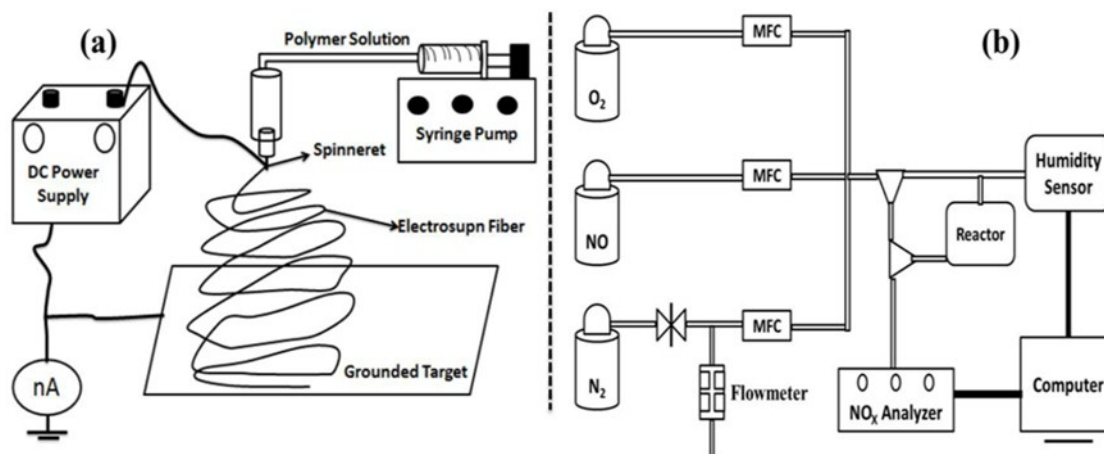 (a)
Polymer Solution
Syringe Pump
DC Power
Supply
Spinneret
Electrosupn Fiber
Grounded Target
nA
(b)
MFC
O₂
MFC
NO
Humidity
Sensor
Reactor
MFC
N₂
Flowmeter
NOₓ Analyzer
Computer